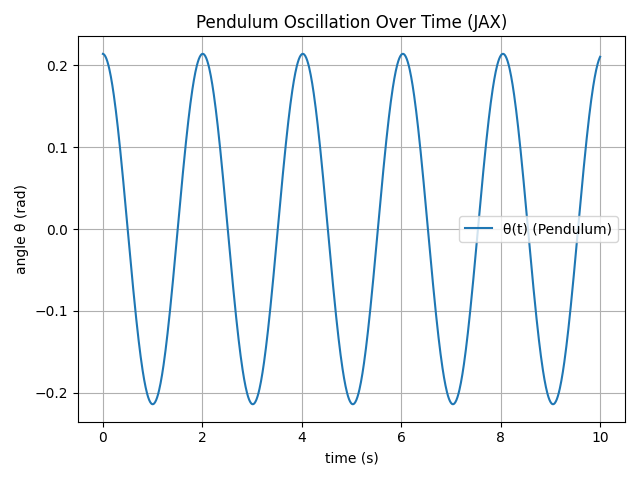 Pendulum Oscillation Over Time (JAX)
angle θ (rad)
0.2
0.1
0.0
−0.1
−0.2
θ(t) (Pendulum)
0 2 4 6 8 10
time (s)